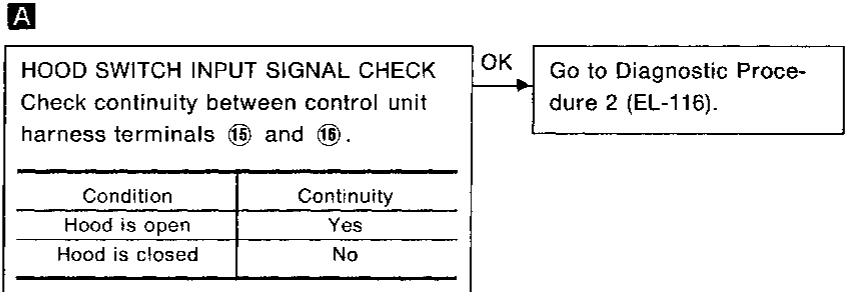 A
HOOD SWITCH INPUT SIGNAL CHECK
Check continuity between control unit
harness terminals ⑮ and ⑯.
Condition Continuity
Hood is open Yes
Hood is closed No
OK
Go to Diagnostic Proce-
dure 2 (EL-116).